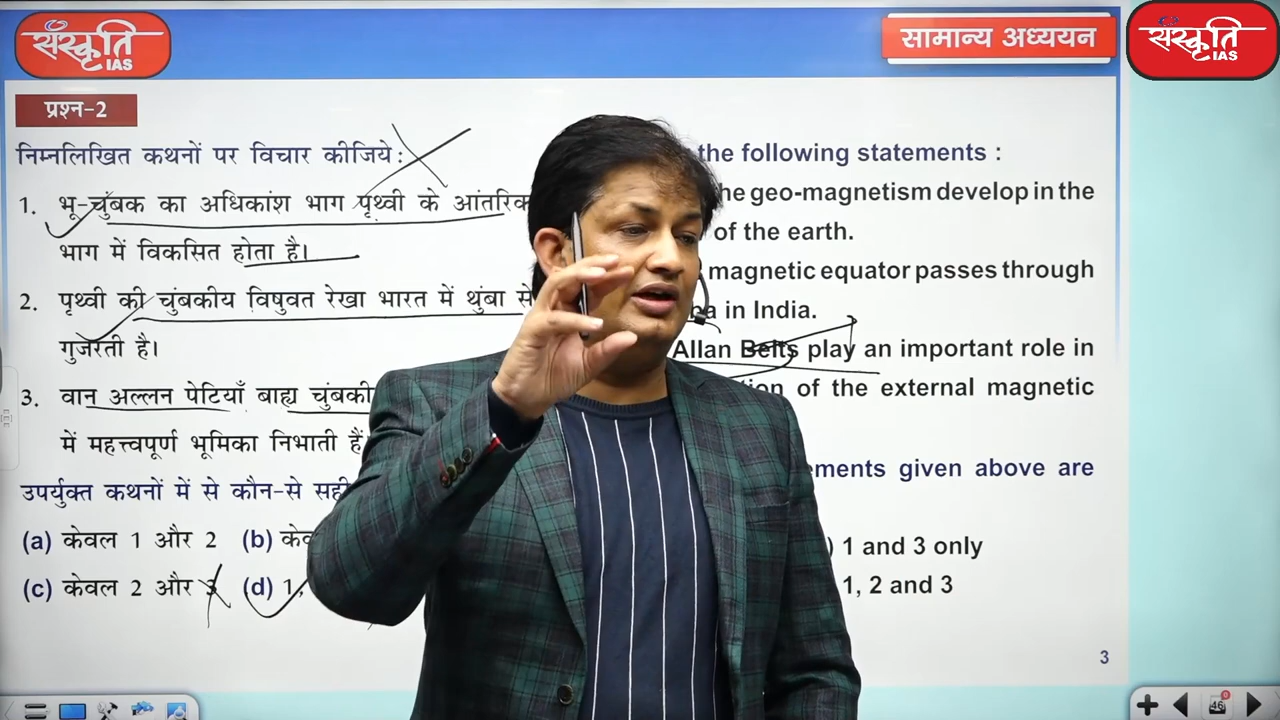 संस्कृति
IAS
सामान्य अध्ययन
संस्कृति
IAS
प्रश्न-2
निम्नलिखित कथनों पर विचार कीजिये:
1. भू-चुंबक का अधिकांश भाग पृथ्वी के आंतरिक
भाग में विकसित होता है।
2. पृथ्वी की चुंबकीय विषुवत रेखा भारत में थुंबा से
गुजरती है।
3. वान अल्लन पेटियाँ बाह्य चुंबकी
में महत्त्वपूर्ण भूमिका निभाती हैं
उपर्युक्त कथनों में से कौन-से सही
(a) केवल 1 और 2 (b)
(c) केवल 2 और 3 (d) 1,
the following statements :
the geo-magnetism develop in the
of the earth.
magnetic equator passes through
in India.
Allan Belts play an important role in
of the external magnetic
given above are
1 and 3 only
1, 2 and 3
3
46